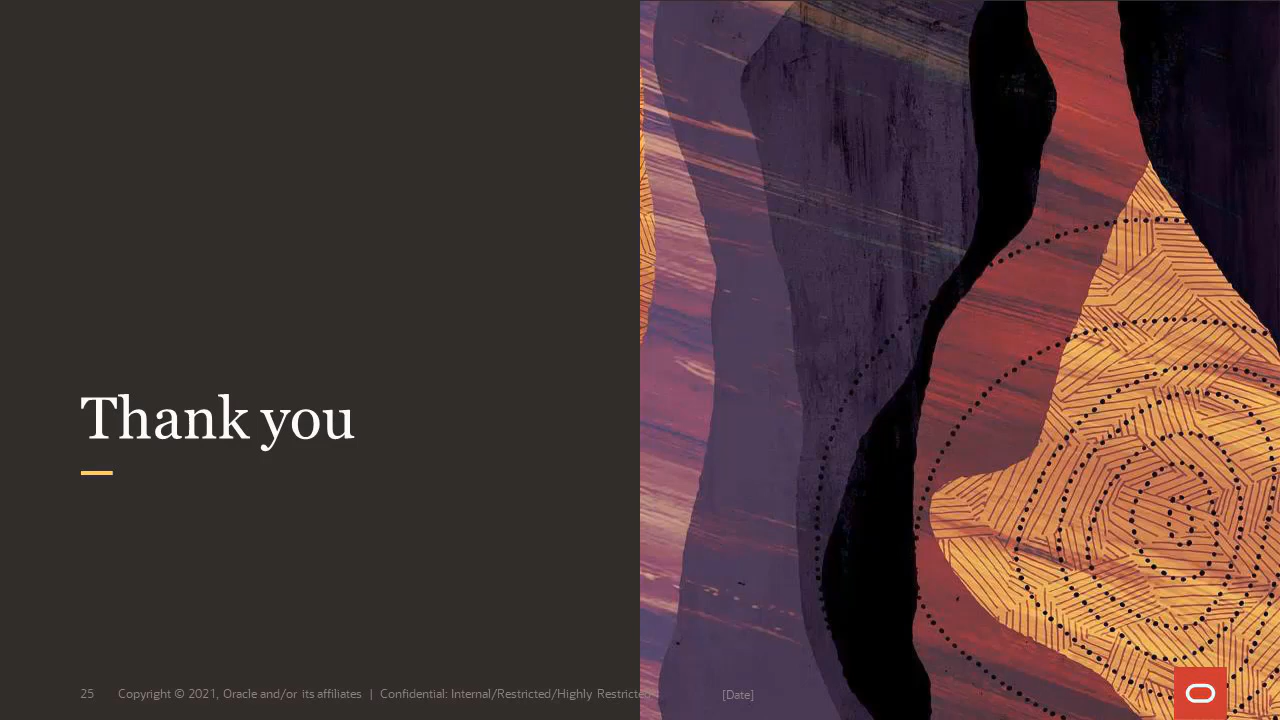 Thank you
25 Copyright © 2021, Oracle and/or its affiliates | Confidential: Internal/Restricted/Highly Restricted [Date]